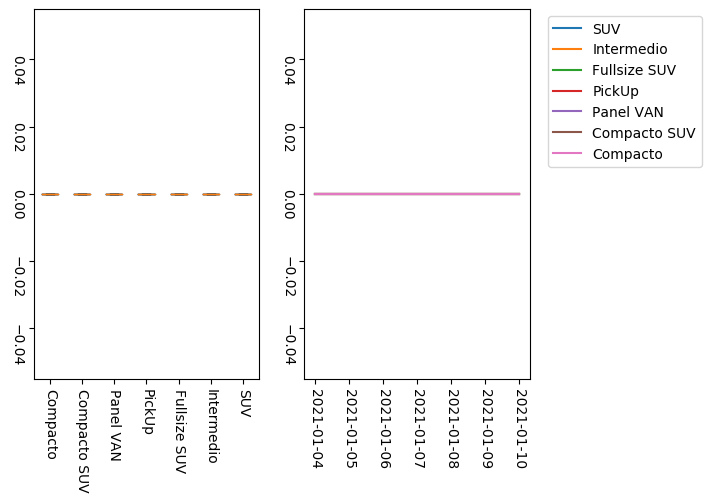 0.04
0.02
0.00
−0.02
−0.04
Compacto
Compacto SUV
Panel VAN
PickUp
Fullsize SUV
Intermedio
SUV
0.04
0.02
0.00
−0.02
−0.04
2021-01-04
2021-01-05
2021-01-06
2021-01-07
2021-01-08
2021-01-09
2021-01-10
SUV
Intermedio
Fullsize SUV
PickUp
Panel VAN
Compacto SUV
Compacto